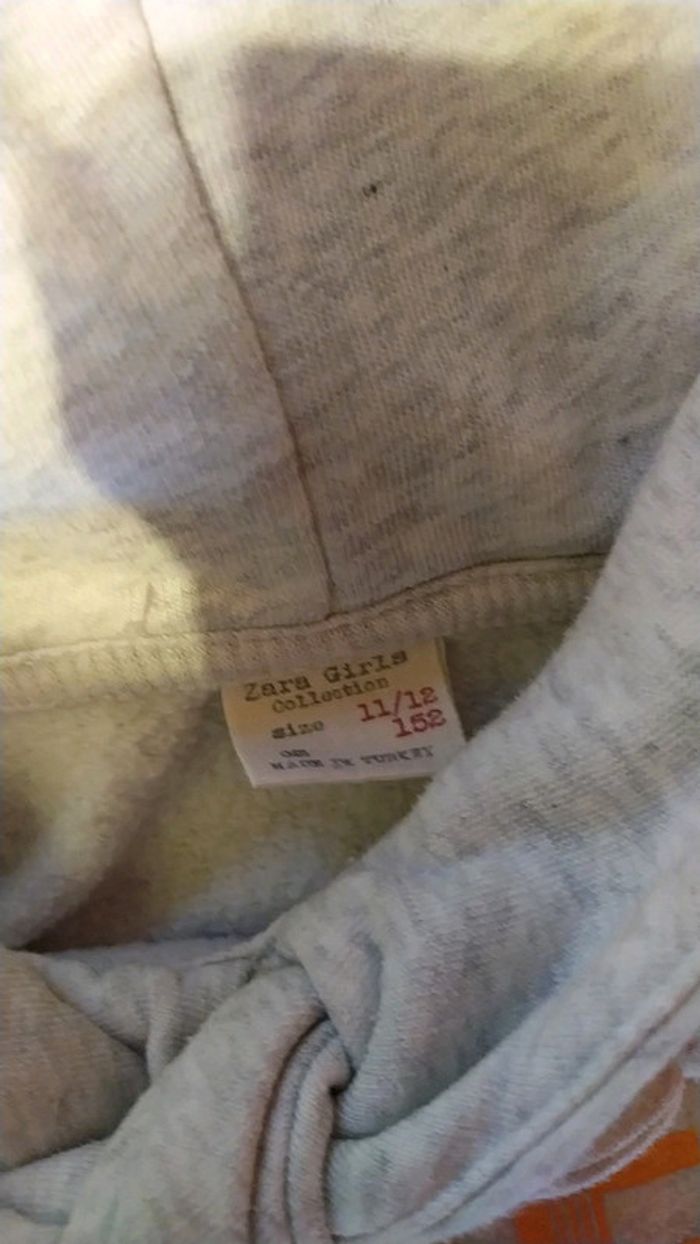 Zara Girls
Collection
size 11/12
152
cm
MADE IN TURKEY